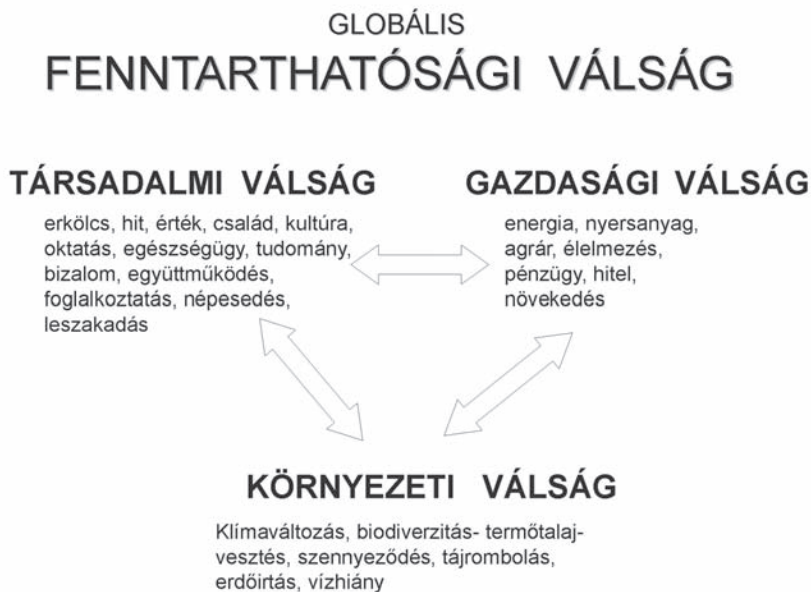 GLOBÁLIS
FENNTARTHATÓSÁGI VÁLSÁG
TÁRSADALMI VÁLSÁG
erkölcs, hit, érték, család, kultúra,
oktatás, egészségügy, tudomány,
bizalom, együttműködés,
foglalkoztatás, népesedés,
leszakadás
GAZDASÁGI VÁLSÁG
energia, nyersanyag,
agrár, élelmezés,
pénzügy, hitel,
növekedés
KÖRNYEZETI VÁLSÁG
Klímaváltozás, biodiverzitás- termőtalaj-
vesztés, szennyeződés, tájrombolás,
erdőirtás, vízhiány